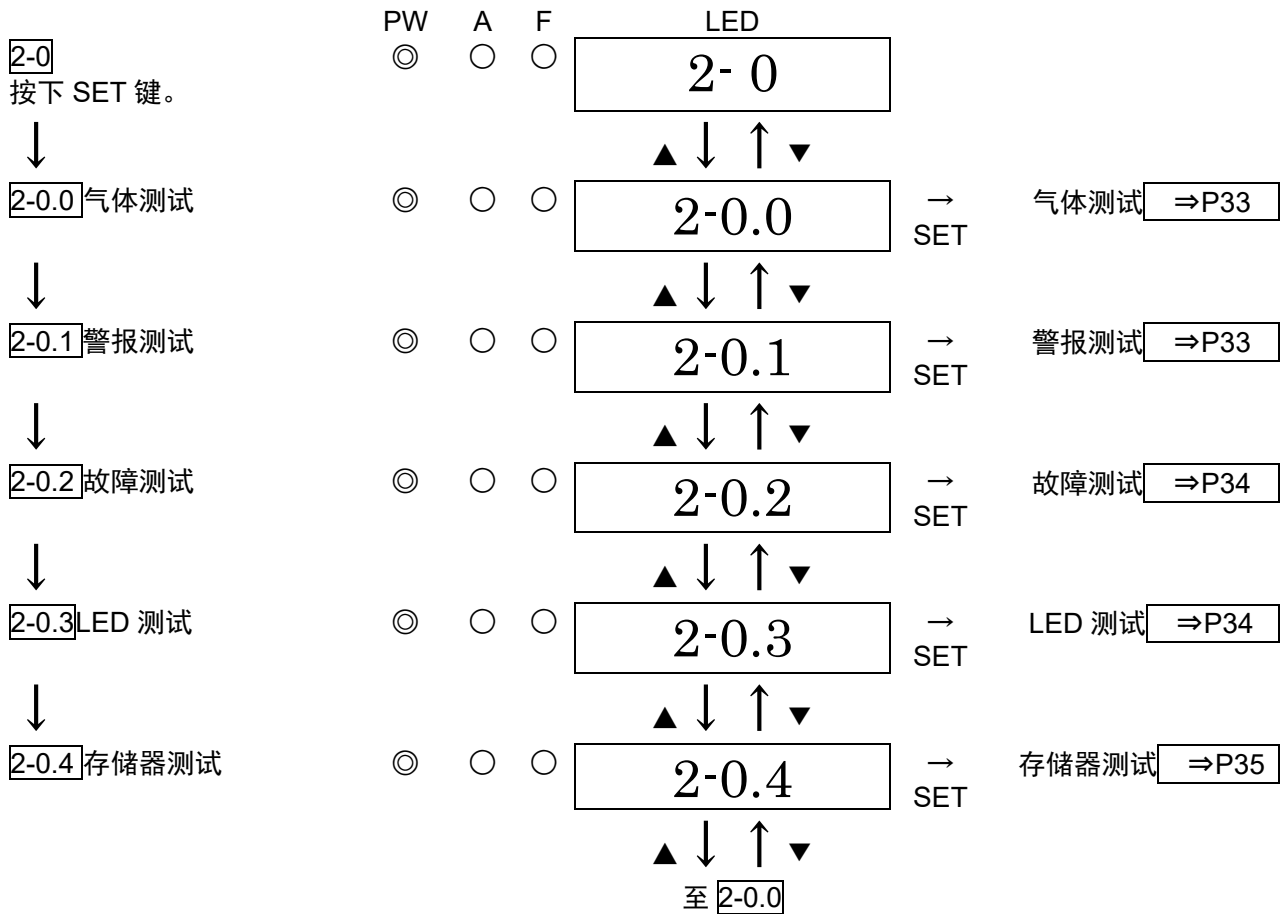 PW A F LED
2-0 ◎ ○ ○ 2- 0
按下 SET 键。
↓ ▲ ↓ ↑ ▼
2-0.0 气体测试 ◎ ○ ○ 2-0.0 → 气体测试 ⇒P33
SET
↓ ▲ ↓ ↑ ▼
2-0.1 警报测试 ◎ ○ ○ 2-0.1 → 警报测试 ⇒P33
SET
↓ ▲ ↓ ↑ ▼
2-0.2 故障测试 ◎ ○ ○ 2-0.2 → 故障测试 ⇒P34
SET
↓ ▲ ↓ ↑ ▼
2-0.3 LED 测试 ◎ ○ ○ 2-0.3 → LED 测试 ⇒P34
SET
↓ ▲ ↓ ↑ ▼
2-0.4 存储器测试 ◎ ○ ○ 2-0.4 → 存储器测试 ⇒P35
SET
▲ ↓ ↑ ▼
至 2-0.0